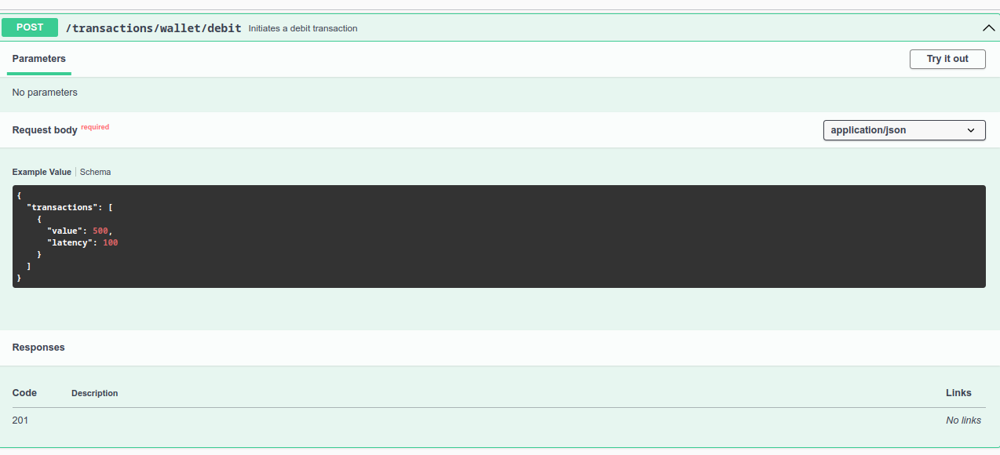 POST /transactions/wallet/debit Initiates a debit transaction
Parameters Try it out
No parameters
Request body required application/json
Example Value Schema
{
  "transactions": [
    {
      "value": 500,
      "latency": 100
    }
  ]
}
Responses
Code Description Links
201 No links